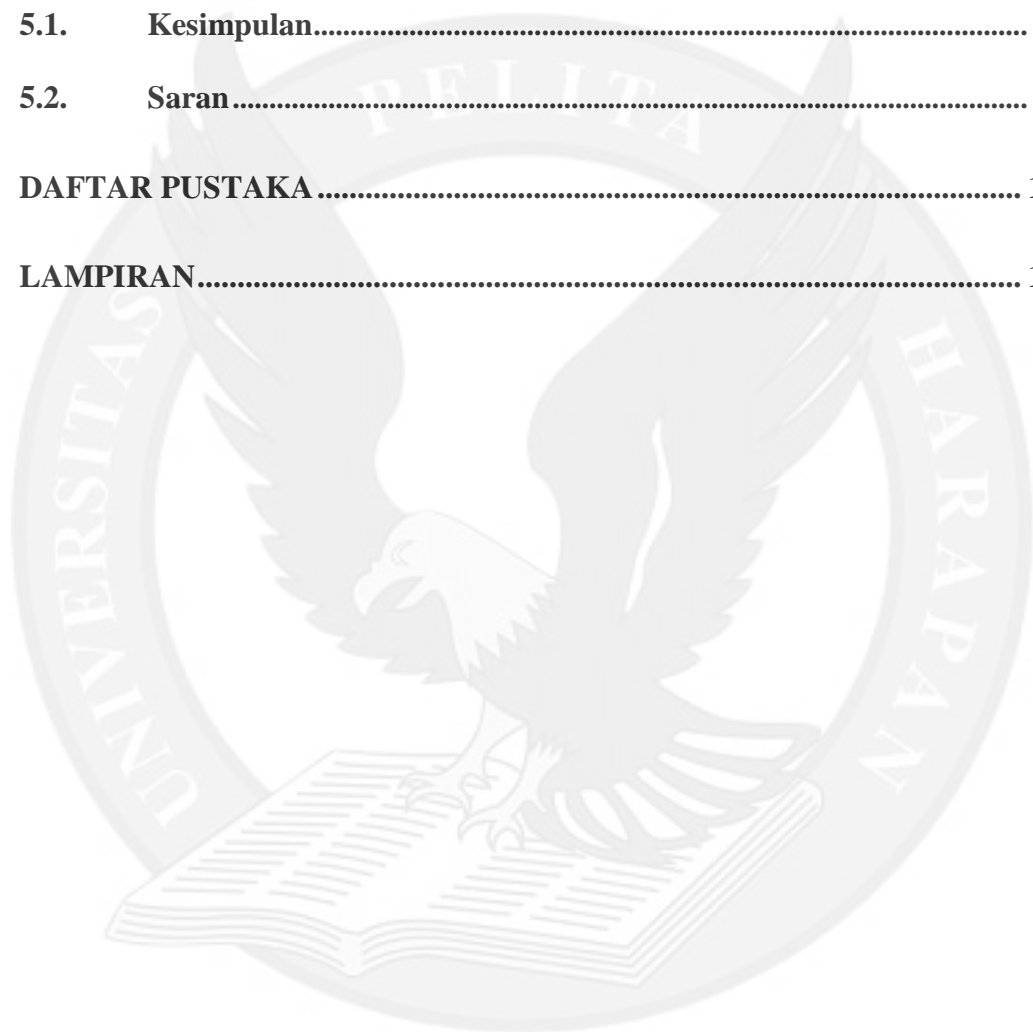 5.1. Kesimpulan...................................................................................................
5.2. Saran...............................................................................................................
DAFTAR PUSTAKA...................................................................................................
LAMPIRAN....................................................................................................................
UNIVERSITAS PELITA HARAPAN